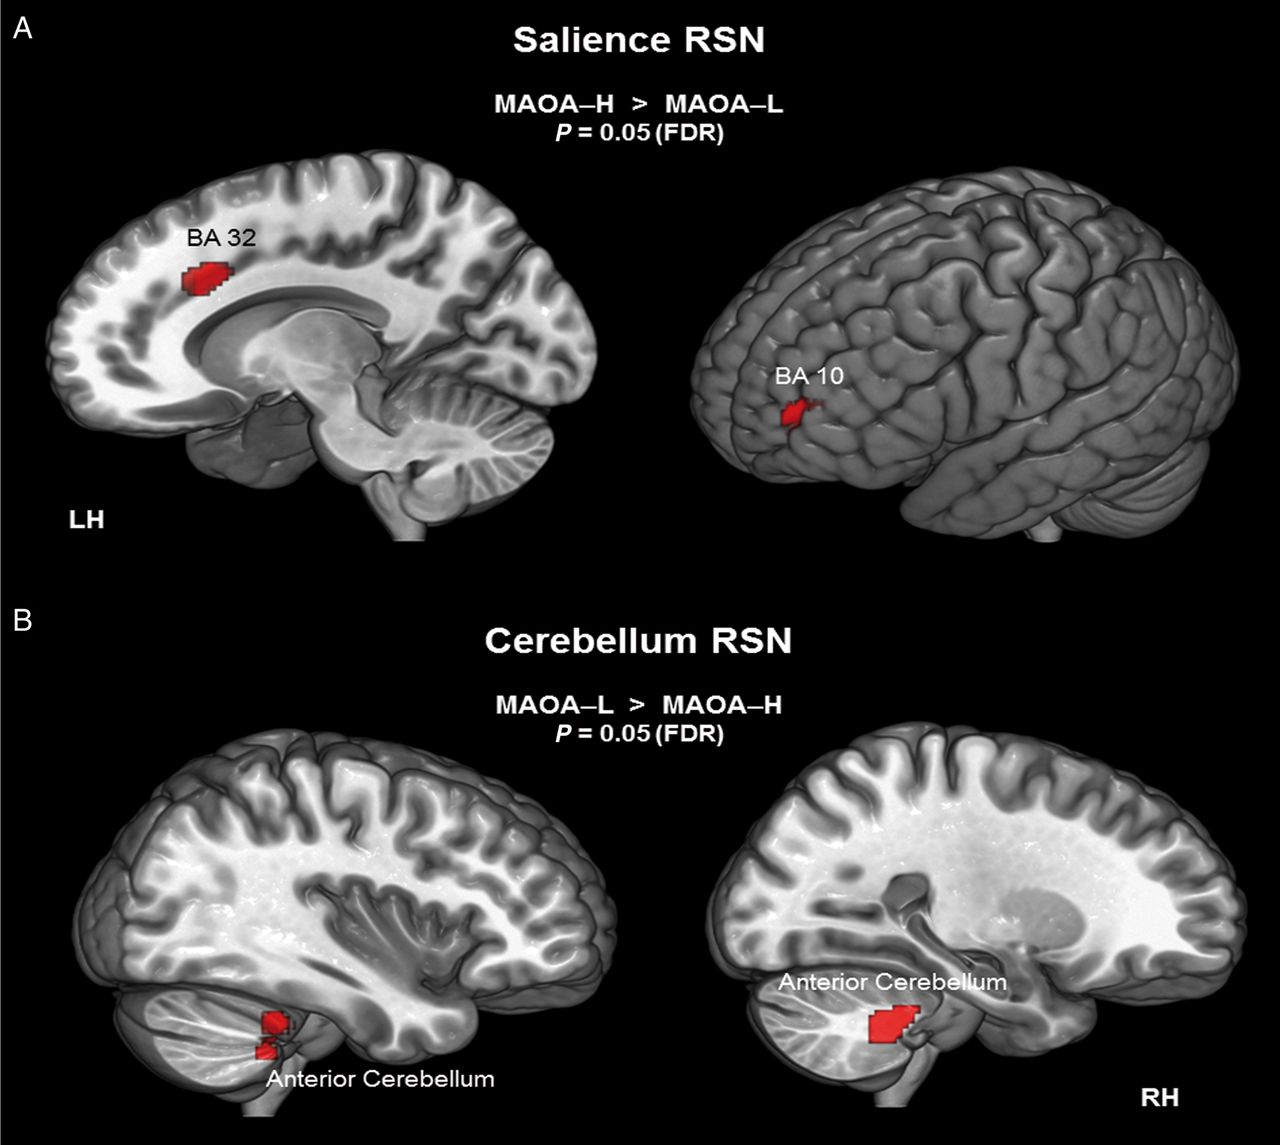 A
Salience RSN
MAOA–H > MAOA–L
P = 0.05 (FDR)
BA 32
BA 10
LH
B
Cerebellum RSN
MAOA–L > MAOA–H
P = 0.05 (FDR)
Anterior Cerebellum
Anterior Cerebellum
RH